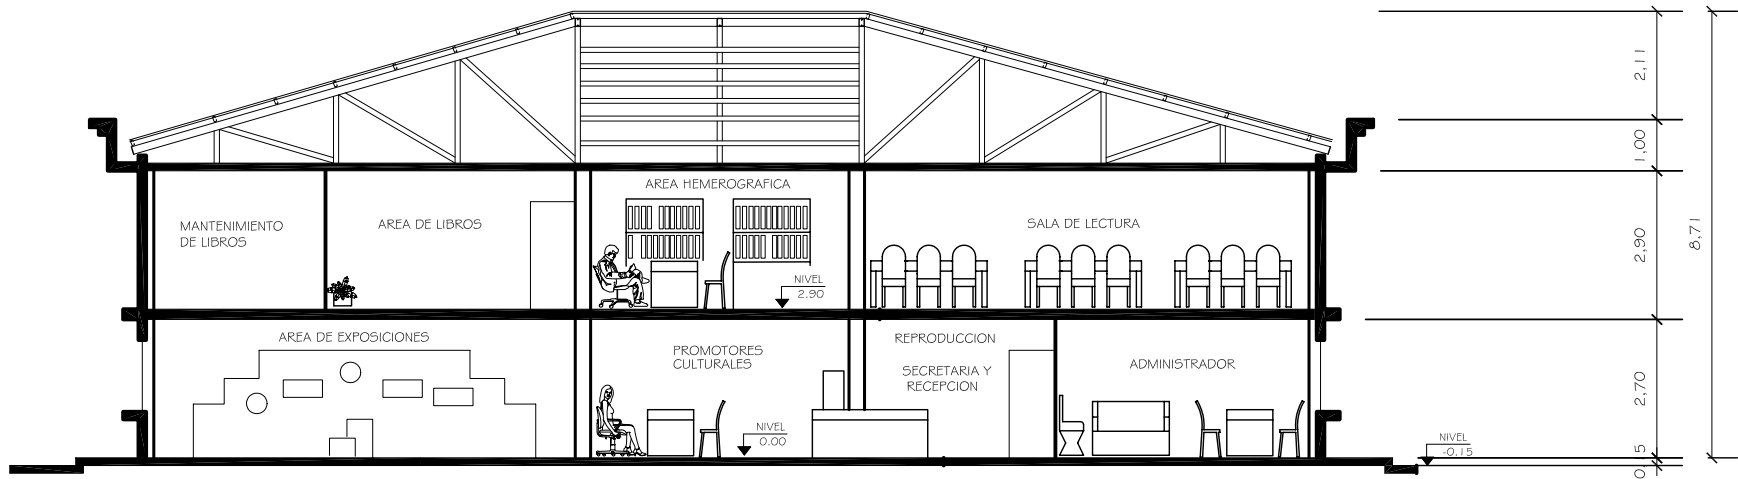 AREA HEMEROGRAFICA
MANTENIMIENTO
DE LIBROS
AREA DE LIBROS
SALA DE LECTURA
NIVEL
2.90
AREA DE EXPOSICIONES
PROMOTORES
CULTURALES
REPRODUCCION
SECRETARIA Y
RECEPCION
ADMINISTRADOR
NIVEL
0.00
NIVEL
-0.15
2,11
1,00
2,90
2,70
0,15
8,71